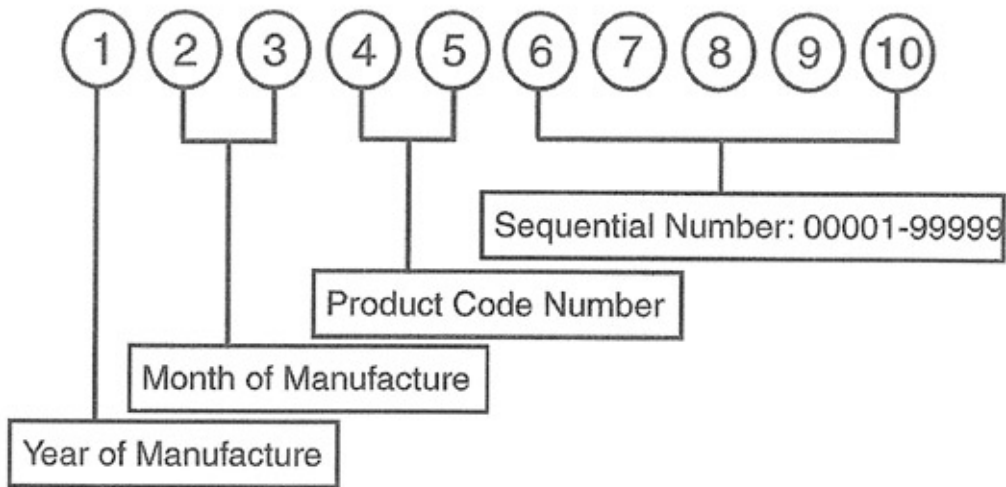 1 2 3 4 5 6 7 8 9 10
Sequential Number: 00001-99999
Product Code Number
Month of Manufacture
Year of Manufacture